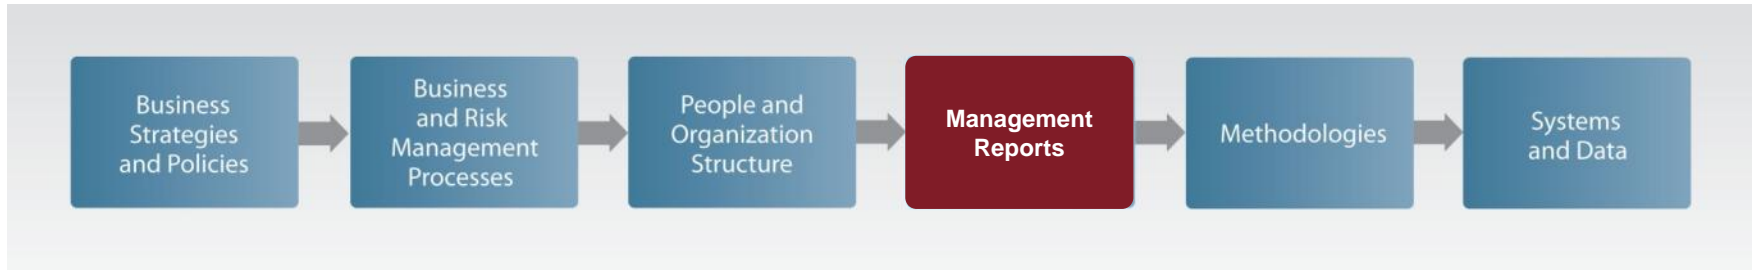 Business
Strategies
and Policies
Business
and Risk
Management
Processes
People and
Organization
Structure
Management
Reports
Methodologies
Systems
and Data